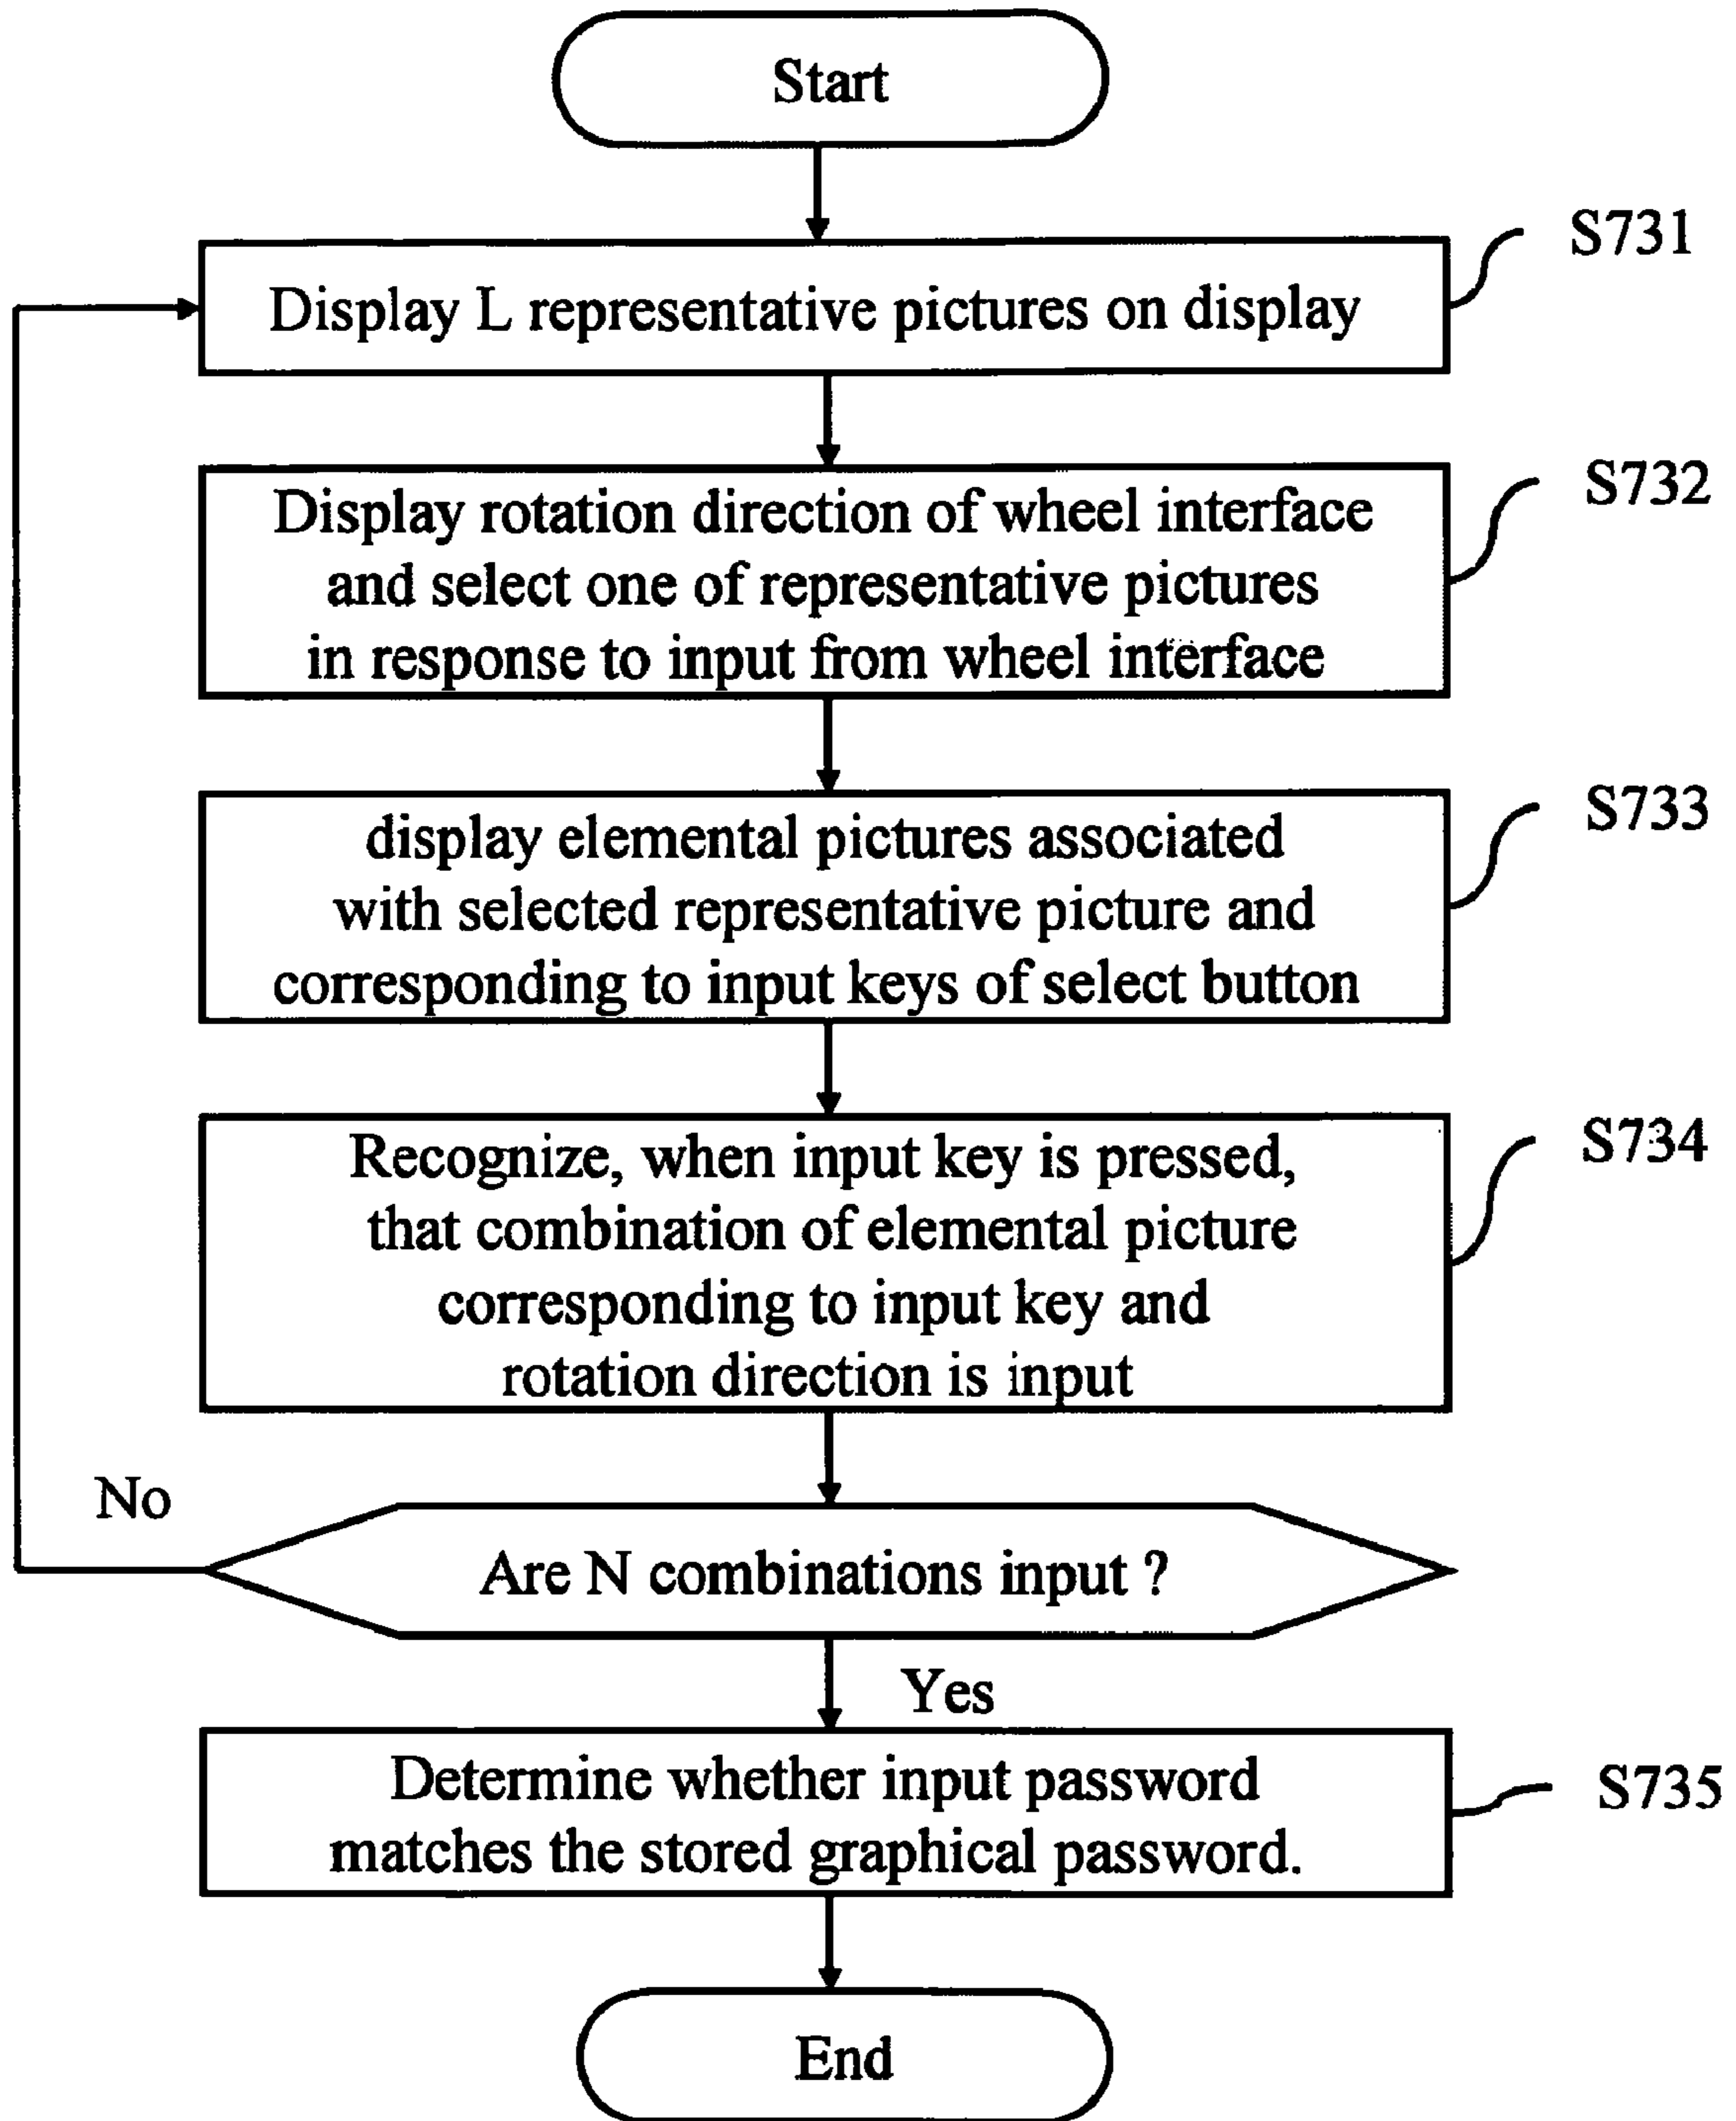 Start
S731
Display L representative pictures on display
S732
Display rotation direction of wheel interface
and select one of representative pictures
in response to input from wheel interface
S733
display elemental pictures associated
with selected representative picture and
corresponding to input keys of select button
S734
Recognize, when input key is pressed,
that combination of elemental picture
corresponding to input key and
rotation direction is input
No
Are N combinations input ?
Yes
Determine whether input password
matches the stored graphical password.
S735
End